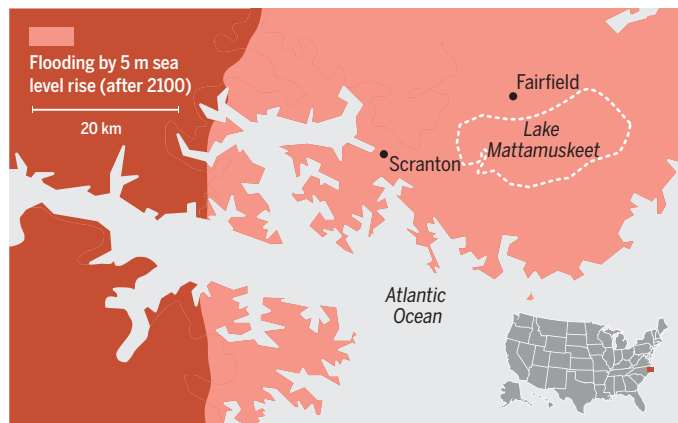 Flooding by 5 m sea
level rise (after 2100)
20 km
Fairfield
Lake
Mattamuskeet
Scranton
Atlantic
Ocean